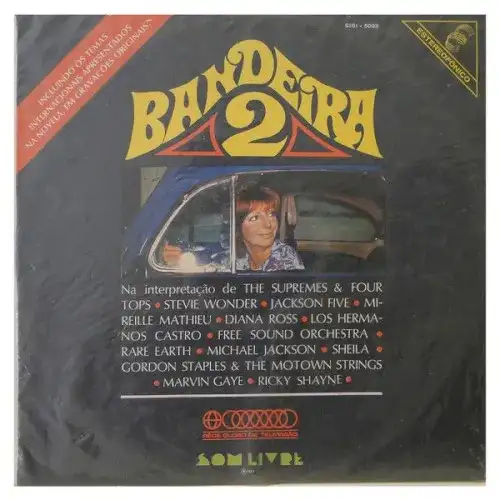 INCLUINDO OS TEMAS
INTERNACIONAIS APRESENTADOS
NA NOVELA, EM GRAVAÇÕES ORIGINAIS
5093
ESTEREOFÔNICO
BANDEIRA
2
Na interpretação de THE SUPREMES & FOUR
TOPS • STEVIE WONDER • JACKSON FIVE • MI-
REILLE MATHIEU • DIANA ROSS • LOS HERMA-
NOS CASTRO • FREE SOUND ORCHESTRA •
RARE EARTH • MICHAEL JACKSON • SHEILA •
GORDON STAPLES & THE MOTOWN STRINGS
• MARVIN GAYE • RICKY SHAYNE •
REDE GLOBO DE TELEVISÃO
SOM LIVRE